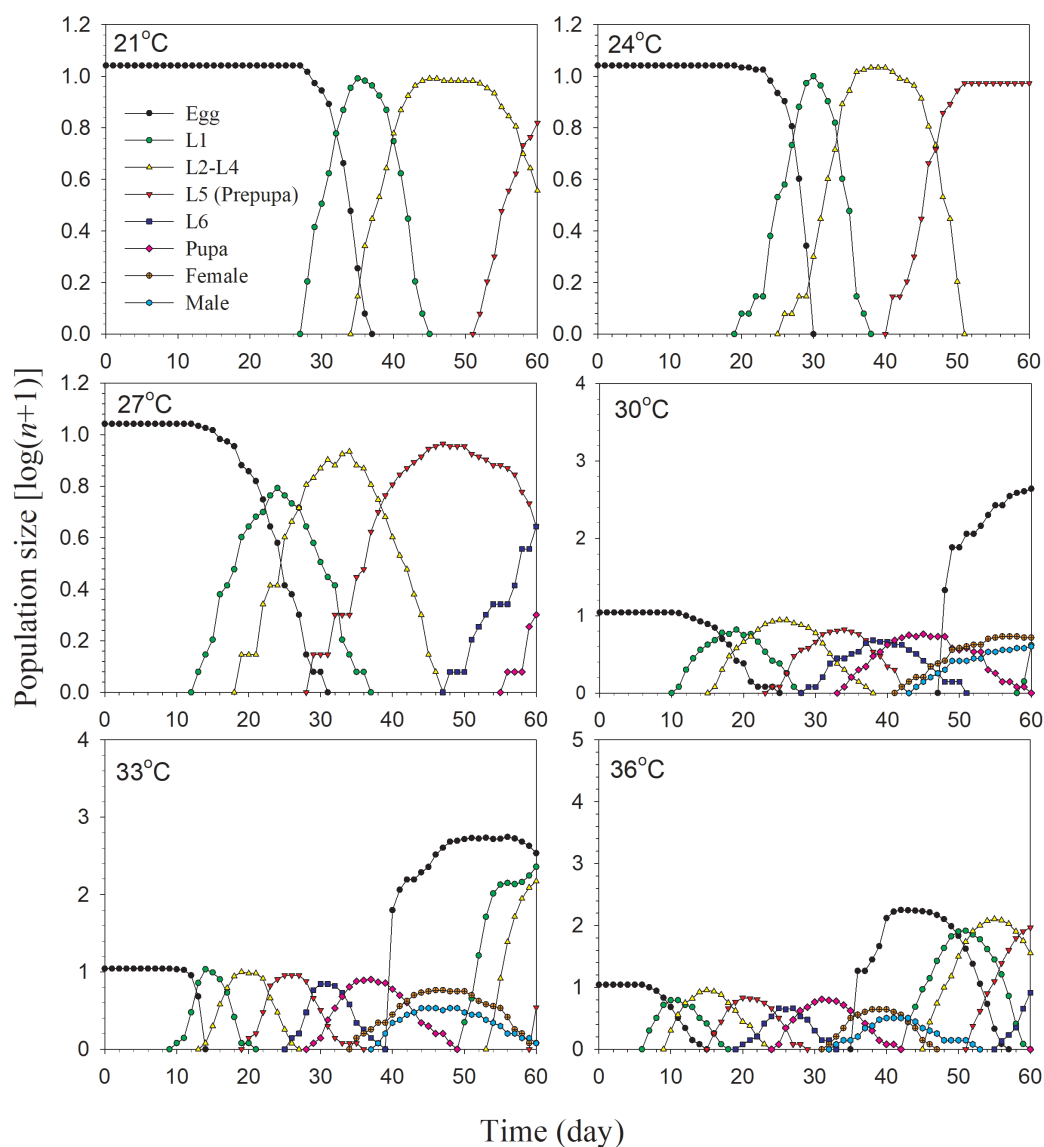 21°C
1.2
1.0
0.8
0.6
0.4
0.2
0.0
0 10 20 30 40 50 60
Egg
L1
L2-L4
L5 (Prepupa)
L6
Pupa
Female
Male
24°C
1.2
1.0
0.8
0.6
0.4
0.2
0.0
0 10 20 30 40 50 60
27°C
1.2
1.0
0.8
0.6
0.4
0.2
0.0
0 10 20 30 40 50 60
30°C
4
3
2
1
0
0 10 20 30 40 50 60
33°C
4
3
2
1
0
0 10 20 30 40 50 60
36°C
5
4
3
2
1
0
0 10 20 30 40 50 60
Population size [log(n+1)]
Time (day)